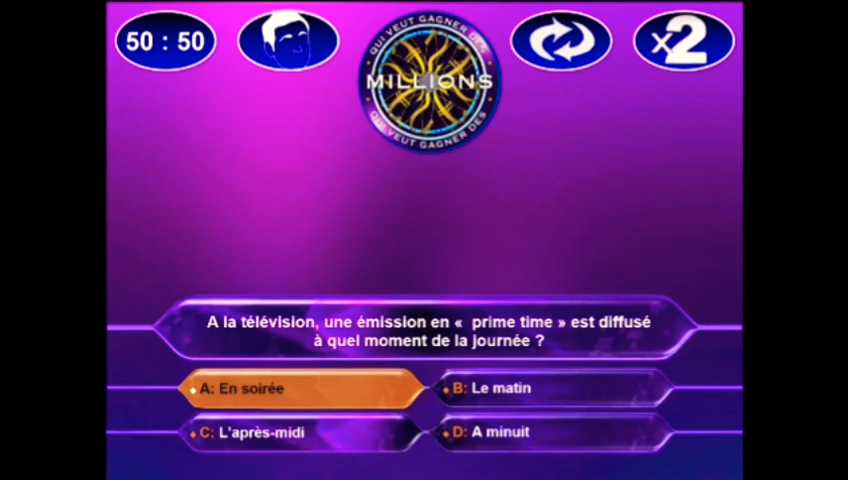 50 : 50
QUI VEUT GAGNER DES
MILLIONS
QUI VEUT GAGNER DES
x2
A la télévision, une émission en «  prime time » est diffusé
à quel moment de la journée ?
A: En soirée
B: Le matin
C: L'après-midi
D: A minuit